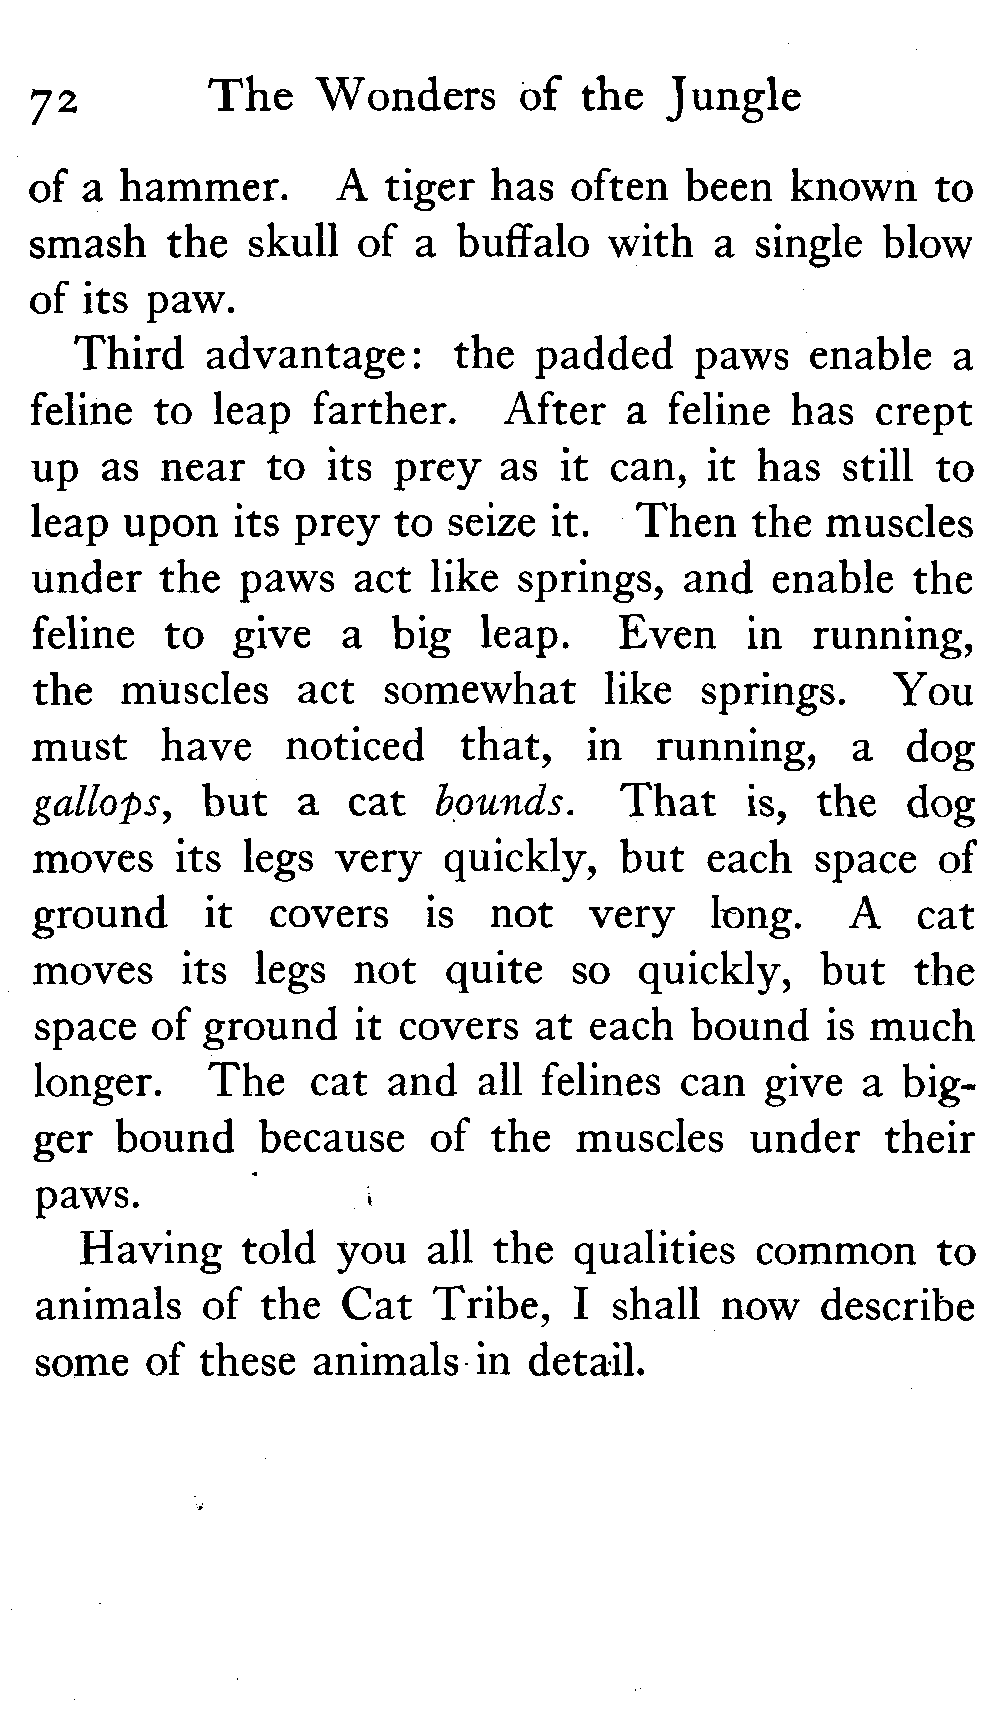 72 The Wonders of the Jungle
of a hammer. A tiger has often been known to
smash the skull of a buffalo with a single blow
of its paw.
Third advantage: the padded paws enable a
feline to leap farther. After a feline has crept
up as near to its prey as it can, it has still to
leap upon its prey to seize it. Then the muscles
under the paws act like springs, and enable the
feline to give a big leap. Even in running,
the muscles act somewhat like springs. You
must have noticed that, in running, a dog
gallops, but a cat bounds. That is, the dog
moves its legs very quickly, but each space of
ground it covers is not very long. A cat
moves its legs not quite so quickly, but the
space of ground it covers at each bound is much
longer. The cat and all felines can give a big-
ger bound because of the muscles under their
paws.
Having told you all the qualities common to
animals of the Cat Tribe, I shall now describe
some of these animals in detail.